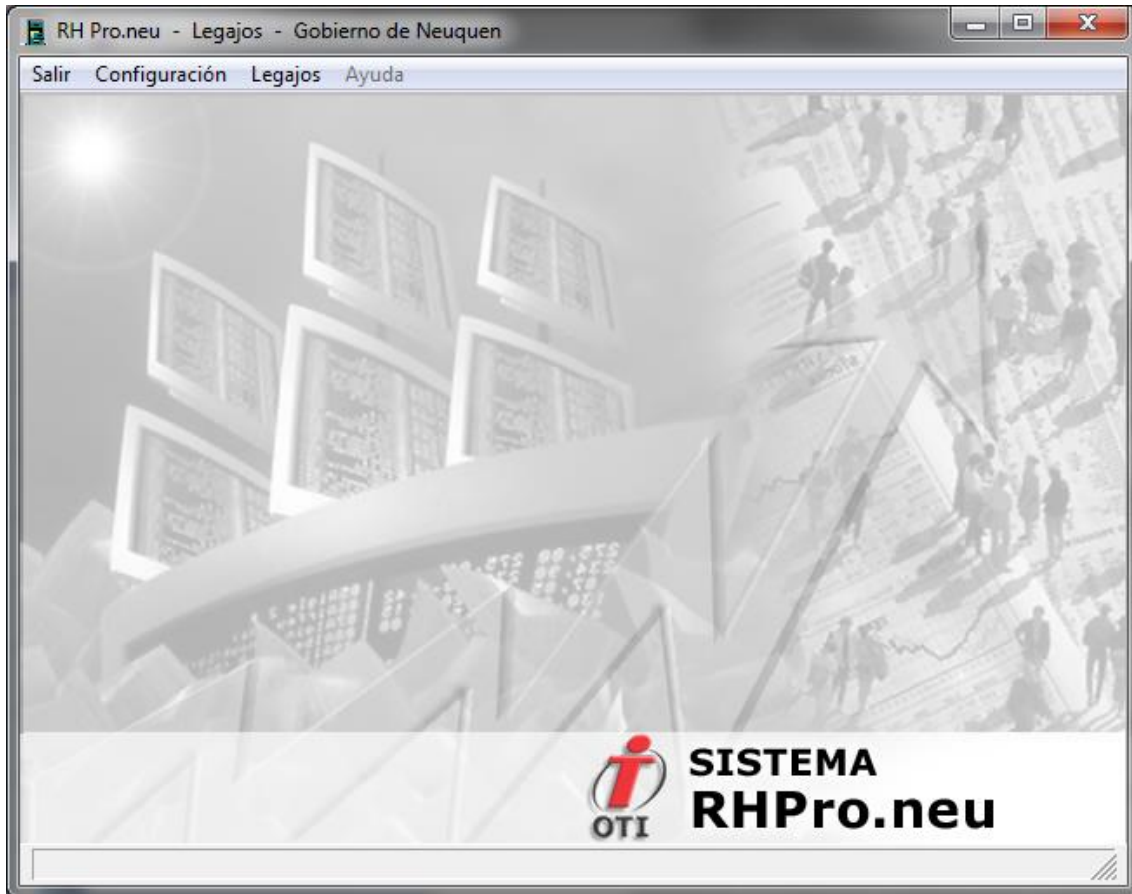 RH Pro.neu - Legajos - Gobierno de Neuquen
Salir Configuración Legajos Ayuda
SISTEMA
RHPro.neu
OTI